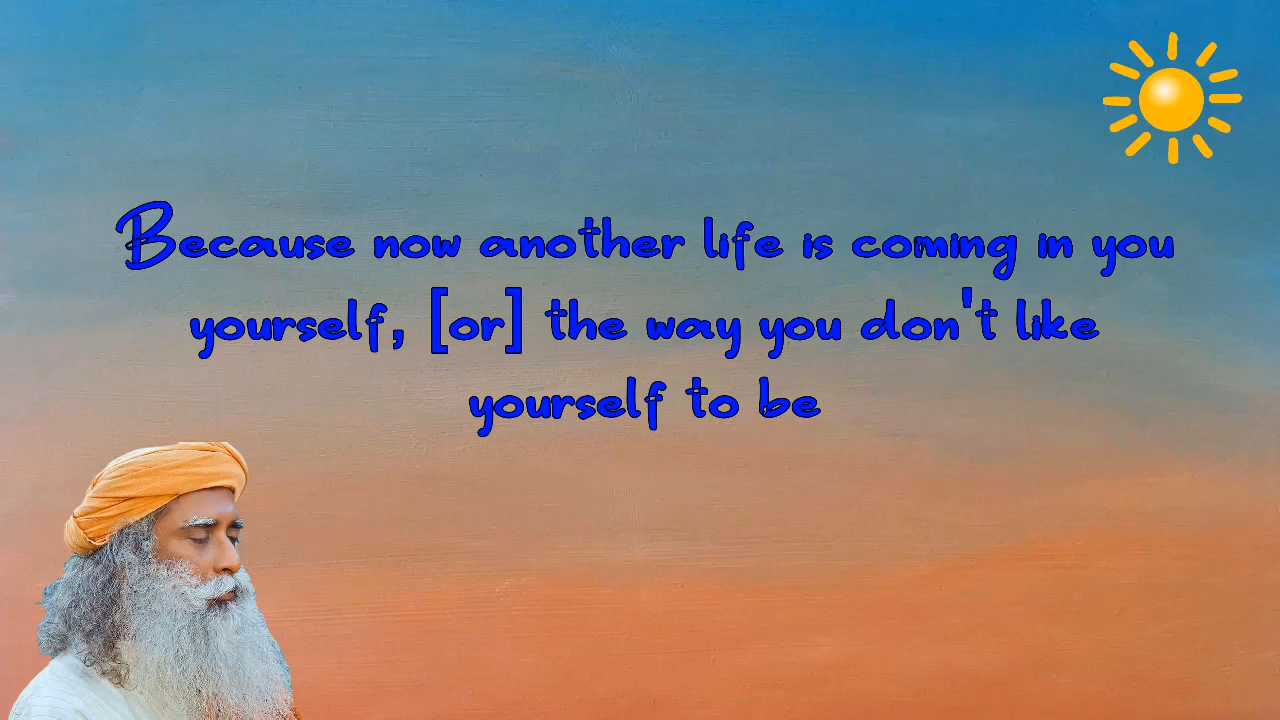 Because now another life is coming in you
yourself, [or] the way you don't like
yourself to be